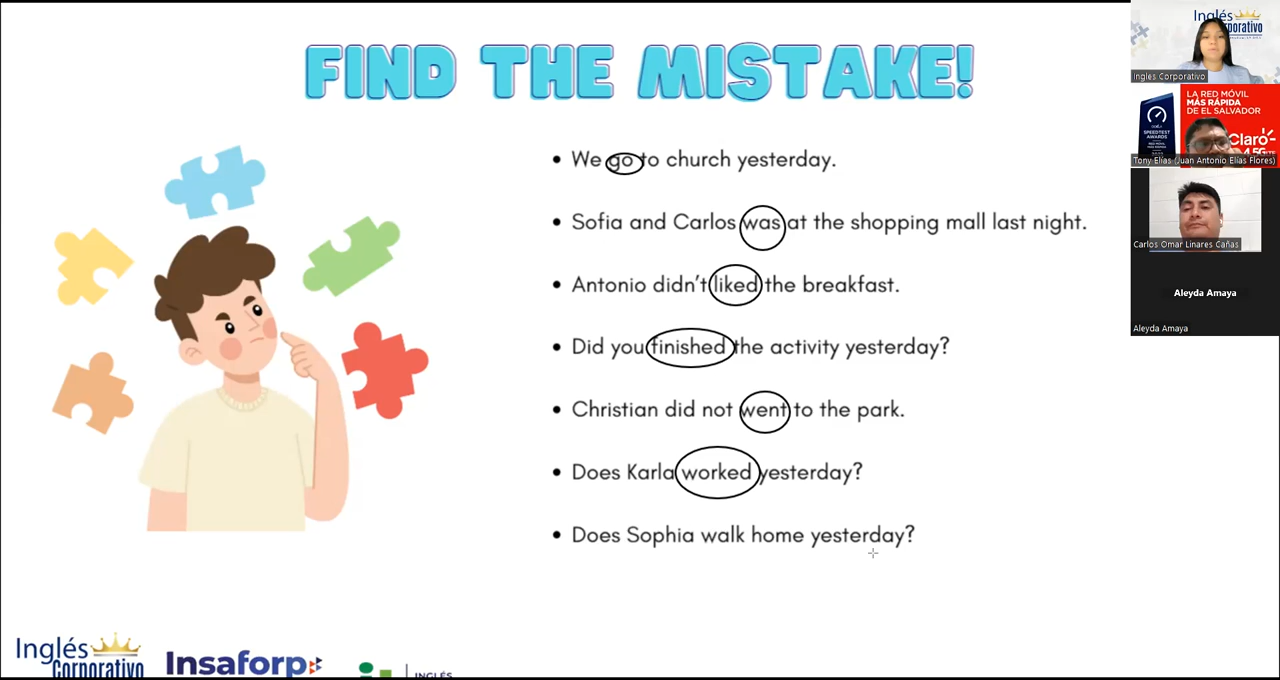 FIND THE MISTAKE!
We go to church yesterday.
Sofia and Carlos was at the shopping mall last night.
Antonio didn't liked the breakfast.
Did you finished the activity yesterday?
Christian did not went to the park.
Does Karla worked yesterday?
Does Sophia walk home yesterday?
Inglés
Corporativo
Insaforp
INGLÉS
Inglés
Corporativo
Ingles Corporativo
LA RED MÓVIL
MÁS RÁPIDA
DE EL SALVADOR
SPEEDTEST
AWARDS
Claro
Tony Elías (Juan Antonio Elías Flores)
Carlos Omar Linares Cañas
Aleyda Amaya
Aleyda Amaya